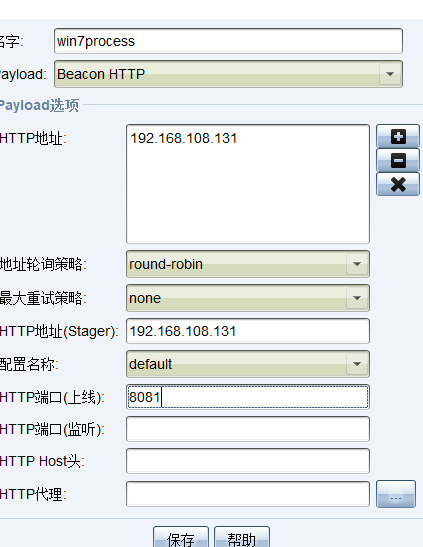 名字: win7process
Payload: Beacon HTTP
Payload选项
HTTP地址: 192.168.108.131
地址轮询策略: round-robin
最大重试策略: none
HTTP地址(Stager): 192.168.108.131
配置名称: default
HTTP端口(上线): 8081
HTTP端口(监听):
HTTP Host头:
HTTP代理: ...
保存 帮助